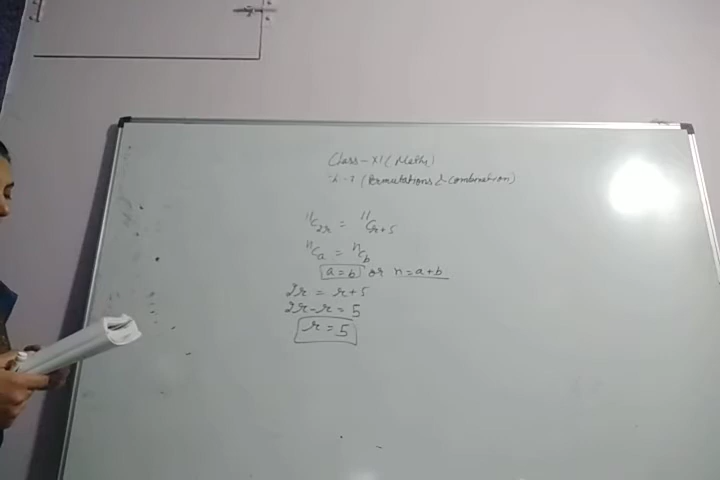 Class-XI (Maths)
Ch-7 (Permutations & Combination)
¹¹C₂ᵣ = ¹¹Cᵣ₊₅
ⁿCₐ = ⁿC_b
a=b or n=a+b
2r = r+5
2r-r = 5
r = 5